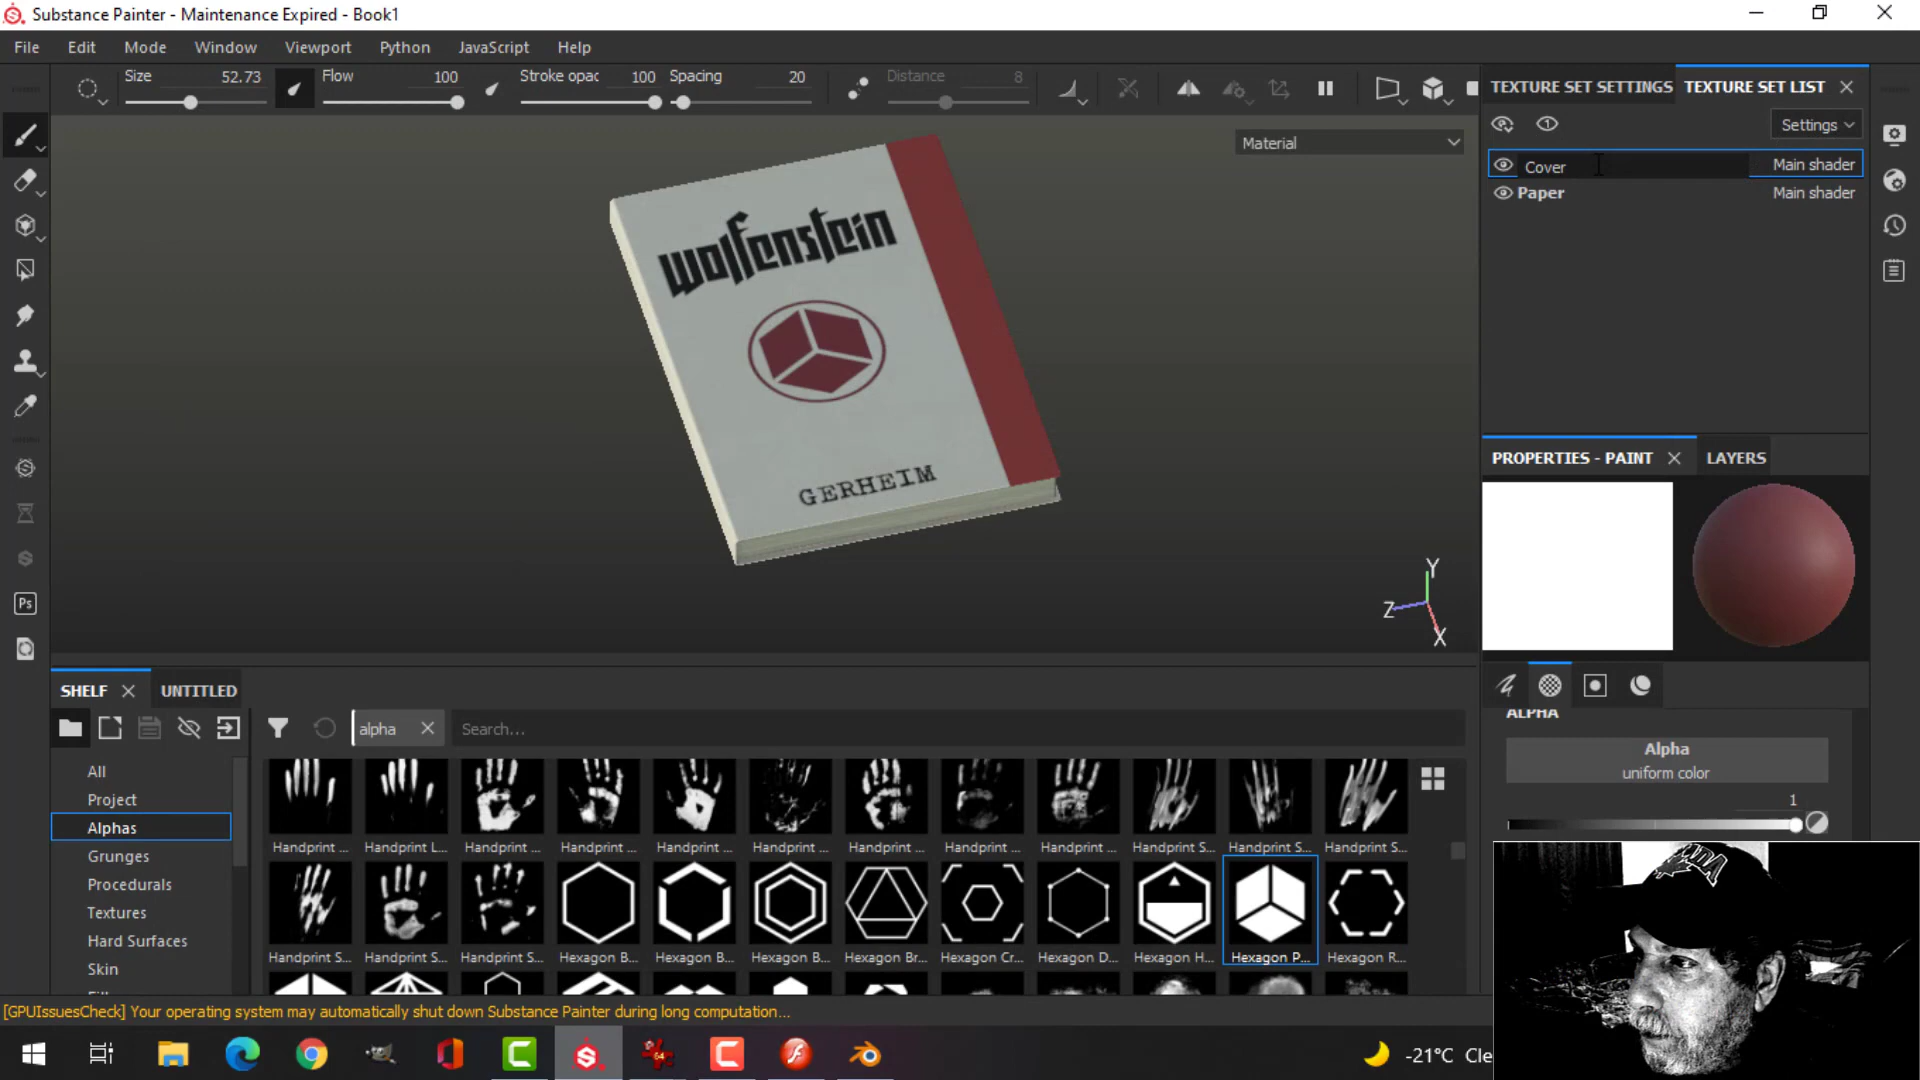 Substance Painter - Maintenance Expired - Book1
File Edit Mode Window Viewport Python JavaScript Help
Size 52.73 Flow 100 Stroke opac 100 Spacing 20 Distance 8
TEXTURE SET SETTINGS TEXTURE SET LIST
Settings
Material
Cover Main shader
Paper Main shader
wolfenstein
GERHEIM
Y
Z
X
PROPERTIES - PAINT LAYERS
Ps
SHELF UNTITLED
ALPHA
alpha Search...
Alpha
uniform color
1
All
Project
Alphas
Grunges
Procedurals
Textures
Hard Surfaces
Skin
Handprint ... Handprint L... Handprint ... Handprint ... Handprint ... Handprint ... Handprint ... Handprint ... Handprint ... Handprint S... Handprint S... Handprint S...
Handprint S... Handprint S... Handprint S... Hexagon B... Hexagon B... Hexagon B... Hexagon Br... Hexagon Cr... Hexagon D... Hexagon H... Hexagon P... Hexagon R...
[GPUIssuesCheck] Your operating system may automatically shut down Substance Painter during long computation...
-21°C Cle